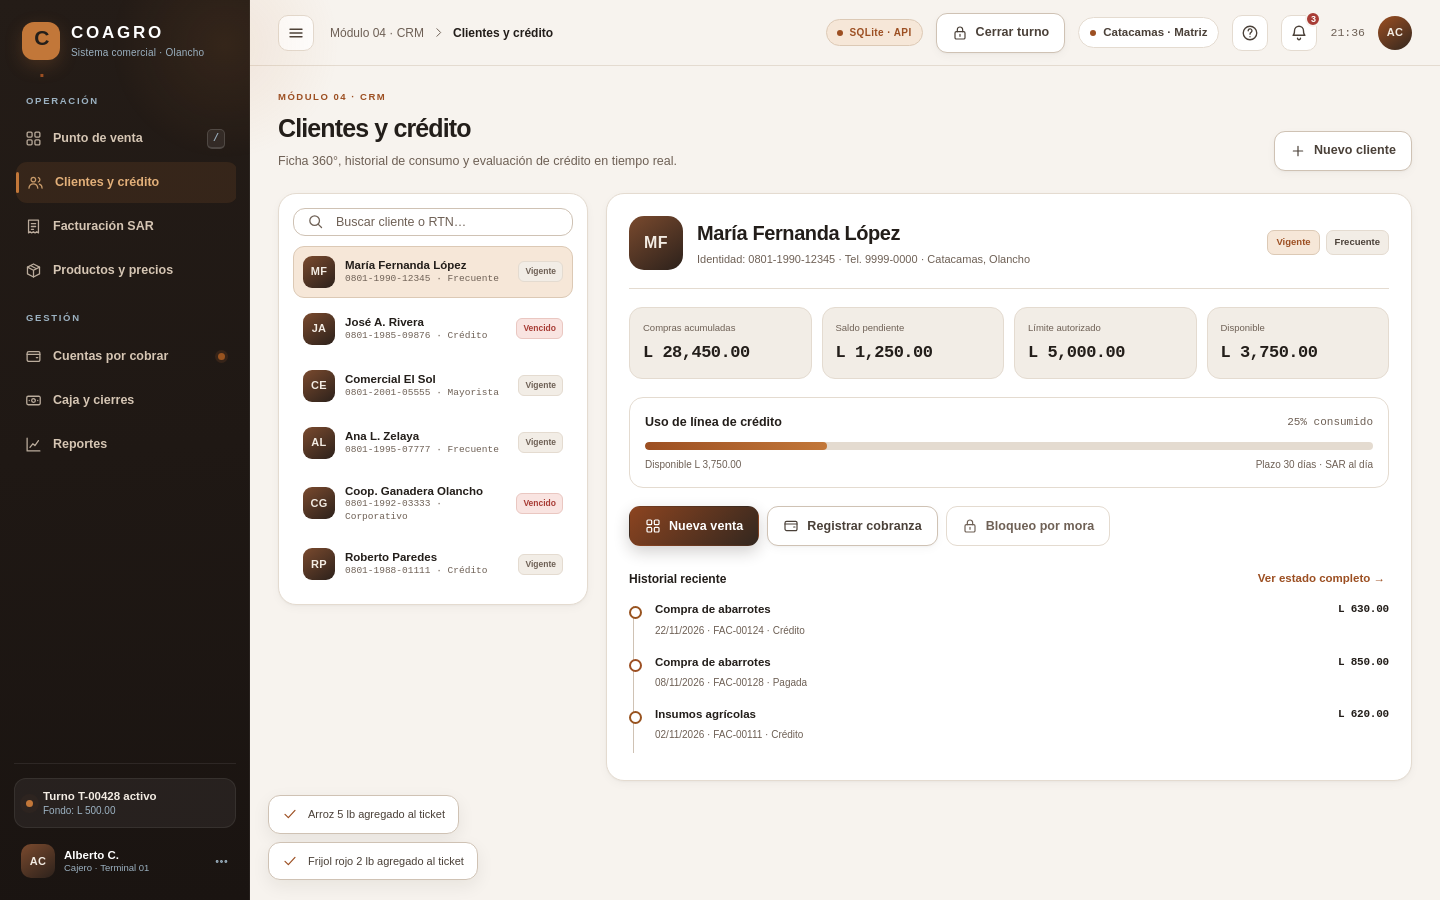 C
COAGRO
Sistema comercial · Olancho
OPERACIÓN
Punto de venta
/
Clientes y crédito
Facturación SAR
Productos y precios
GESTIÓN
Cuentas por cobrar
Caja y cierres
Reportes
Turno T-00428 activo
Fondo: L 500.00
AC
Alberto C.
Cajero · Terminal 01
•••
Módulo 04 · CRM
Clientes y crédito
SQLite · API
Cerrar turno
Catacamas · Matriz
3
21:36
AC
MÓDULO 04 · CRM
Clientes y crédito
Ficha 360°, historial de consumo y evaluación de crédito en tiempo real.
Nuevo cliente
Buscar cliente o RTN…
MF
María Fernanda López
0801-1990-12345 · Frecuente
Vigente
JA
José A. Rivera
0801-1985-09876 · Crédito
Vencido
CE
Comercial El Sol
0801-2001-05555 · Mayorista
Vigente
AL
Ana L. Zelaya
0801-1995-07777 · Frecuente
Vigente
CG
Coop. Ganadera Olancho
0801-1992-03333 ·
Corporativo
Vencido
RP
Roberto Paredes
0801-1988-01111 · Crédito
Vigente
MF
María Fernanda López
Identidad: 0801-1990-12345 · Tel. 9999-0000 · Catacamas, Olancho
Vigente
Frecuente
Compras acumuladas
L 28,450.00
Saldo pendiente
L 1,250.00
Límite autorizado
L 5,000.00
Disponible
L 3,750.00
Uso de línea de crédito
25% consumido
Disponible L 3,750.00
Plazo 30 días · SAR al día
Nueva venta
Registrar cobranza
Bloqueo por mora
Historial reciente
Ver estado completo →
Compra de abarrotes
L 630.00
22/11/2026 · FAC-00124 · Crédito
Compra de abarrotes
L 850.00
08/11/2026 · FAC-00128 · Pagada
Insumos agrícolas
L 620.00
02/11/2026 · FAC-00111 · Crédito
Arroz 5 lb agregado al ticket
Frijol rojo 2 lb agregado al ticket